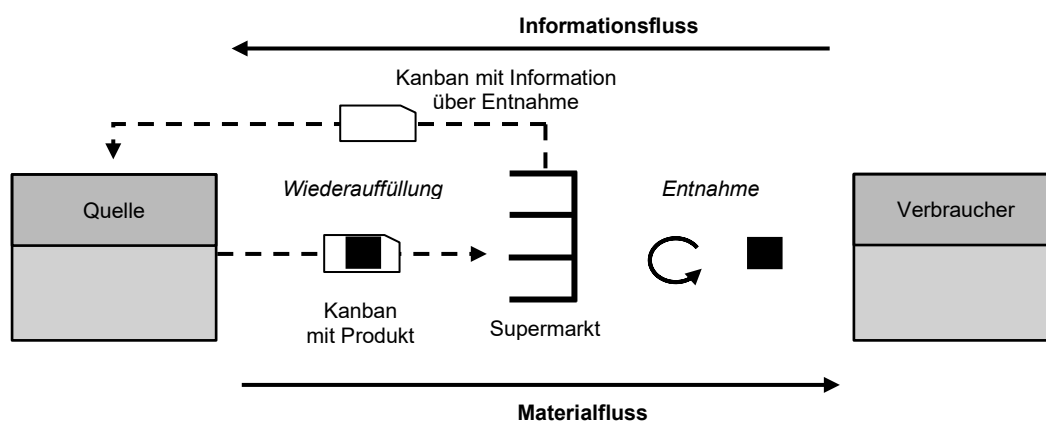 Informationsfluss
Kanban mit Information
über Entnahme
Wiederauffüllung
Entnahme
Quelle
Verbraucher
Kanban
mit Produkt
Supermarkt
Materialfluss